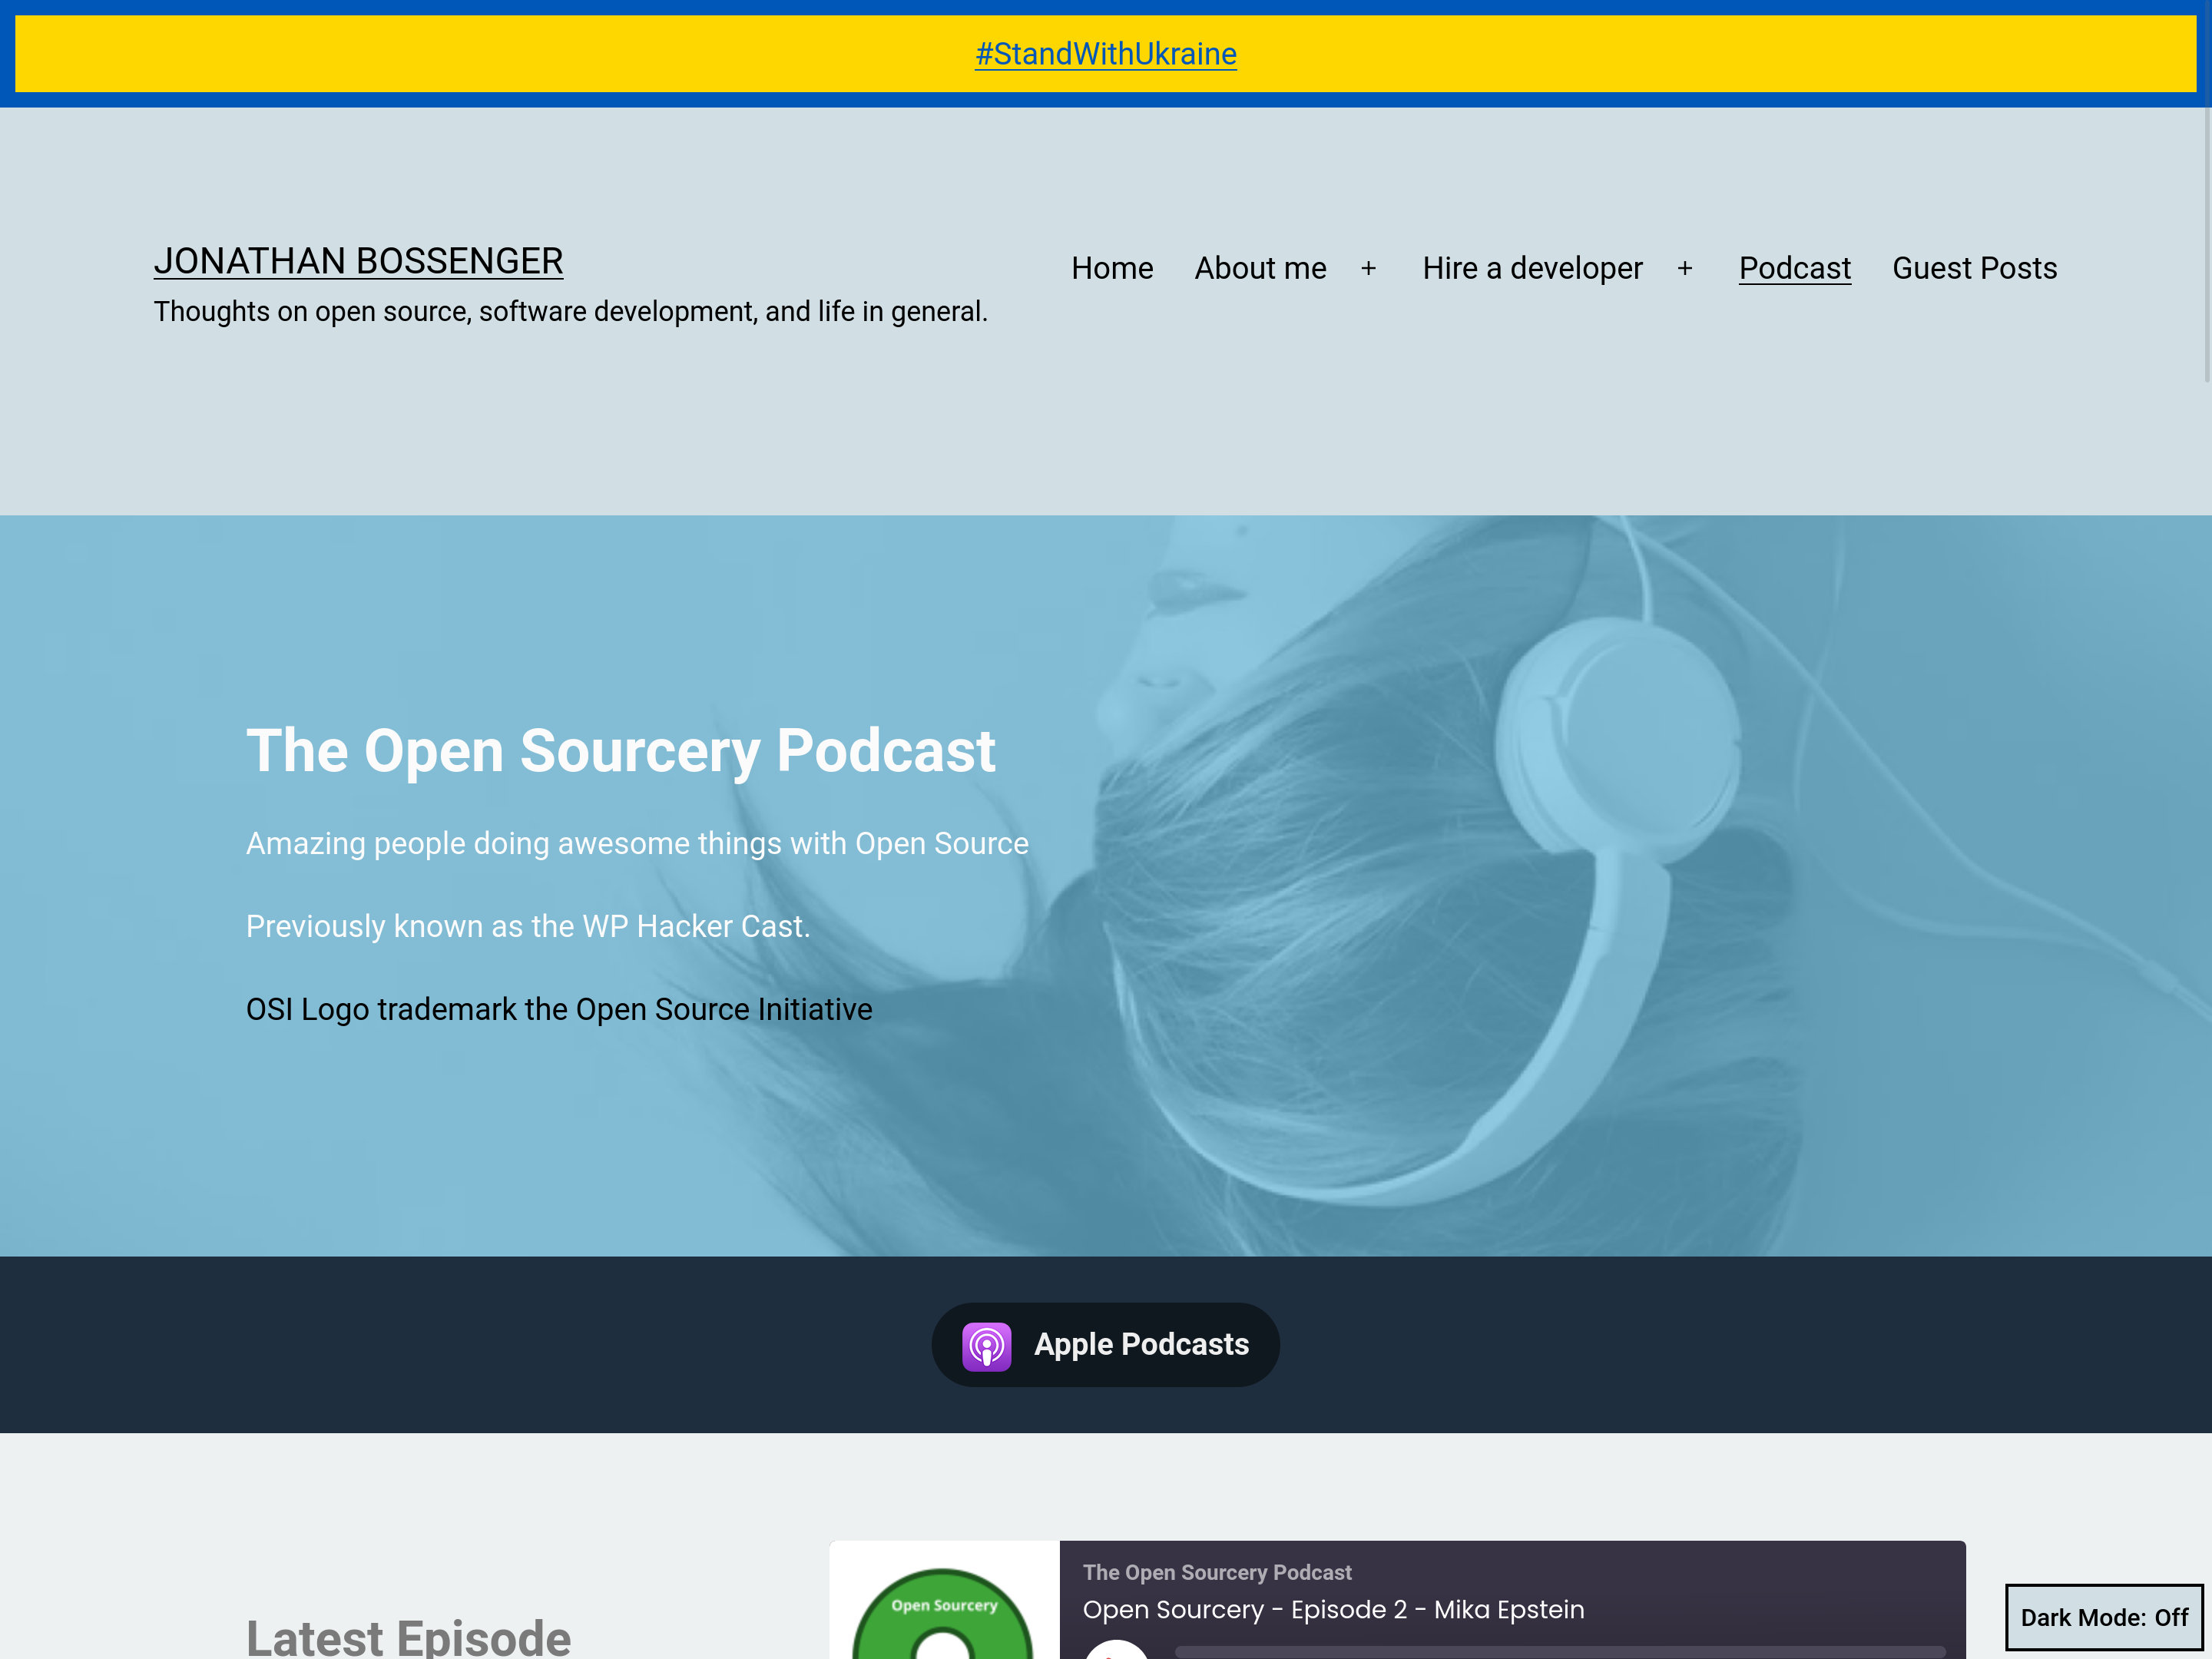 #StandWithUkraine
JONATHAN BOSSENGER
Thoughts on open source, software development, and life in general.
Home About me + Hire a developer + Podcast Guest Posts
The Open Sourcery Podcast
Amazing people doing awesome things with Open Source
Previously known as the WP Hacker Cast.
OSI Logo trademark the Open Source Initiative
Apple Podcasts
Latest Episode
Open Sourcery
The Open Sourcery Podcast
Open Sourcery - Episode 2 - Mika Epstein
Dark Mode: Off